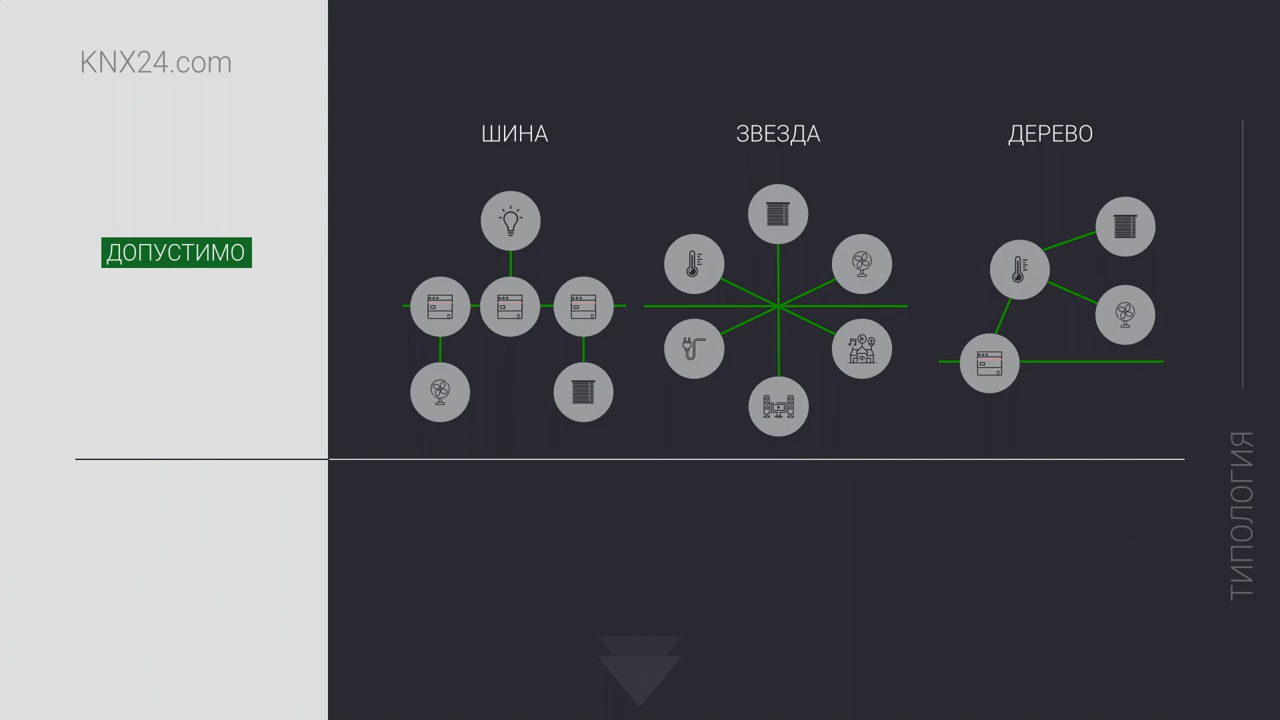 KNX24.com
ШИНА
ЗВЕЗДА
ДЕРЕВО
ДОПУСТИМО
ТИПОЛОГИЯ